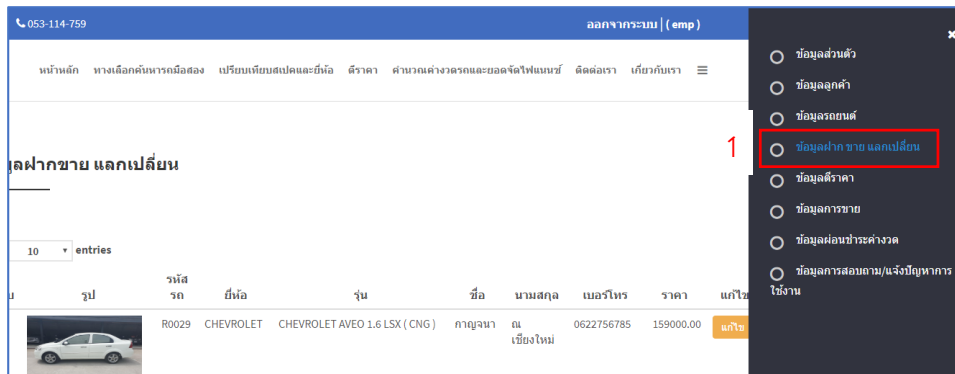 053-114-759
ออกจากระบบ | ( emp )
หน้าหลัก ทางเลือกค้นหารถมือสอง เปรียบเทียบสเปคและยี่ห้อ ตีราคา คำนวณค่างวดรถและยอดจัดไฟแนนซ์ ติดต่อเรา เกี่ยวกับเรา
ข้อมูลส่วนตัว
ข้อมูลลูกค้า
ข้อมูลรถยนต์
1
ข้อมูลฝาก ขาย แลกเปลี่ยน
ข้อมูลตีราคา
ข้อมูลการขาย
ข้อมูลผ่อนชำระค่างวด
ข้อมูลการสอบถาม/แจ้งปัญหาการ
ใช้งาน
มูลฝากขาย แลกเปลี่ยน
10 entries
รูป รหัส รถ ยี่ห้อ รุ่น ชื่อ นามสกุล เบอร์โทร ราคา แก้ไข
R0029 CHEVROLET CHEVROLET AVEO 1.6 LSX ( CNG ) กาญจนา ณ เชียงใหม่ 0622756785 159000.00 แก้ไข